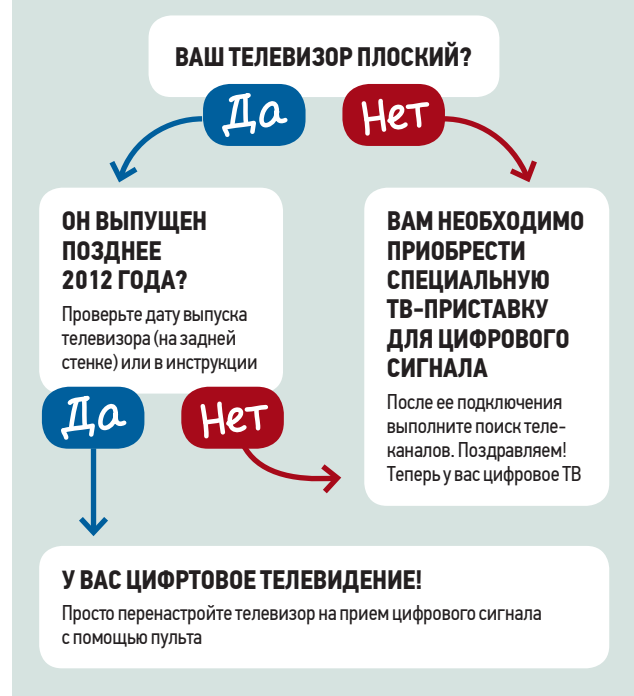 ВАШ ТЕЛЕВИЗОР ПЛОСКИЙ?
Да
Нет
ОН ВЫПУЩЕН
ПОЗДНЕЕ
2012 ГОДА?
Проверьте дату выпуска
телевизора (на задней
стенке) или в инструкции
Да
Нет
ВАМ НЕОБХОДИМО
ПРИОБРЕСТИ
СПЕЦИАЛЬНУЮ
ТВ-ПРИСТАВКУ
ДЛЯ ЦИФРОВОГО
СИГНАЛА
После ее подключения
выполните поиск теле-
каналов. Поздравляем!
Теперь у вас цифровое ТВ
У ВАС ЦИФРТОВОЕ ТЕЛЕВИДЕНИЕ!
Просто перенастройте телевизор на прием цифрового сигнала
с помощью пульта